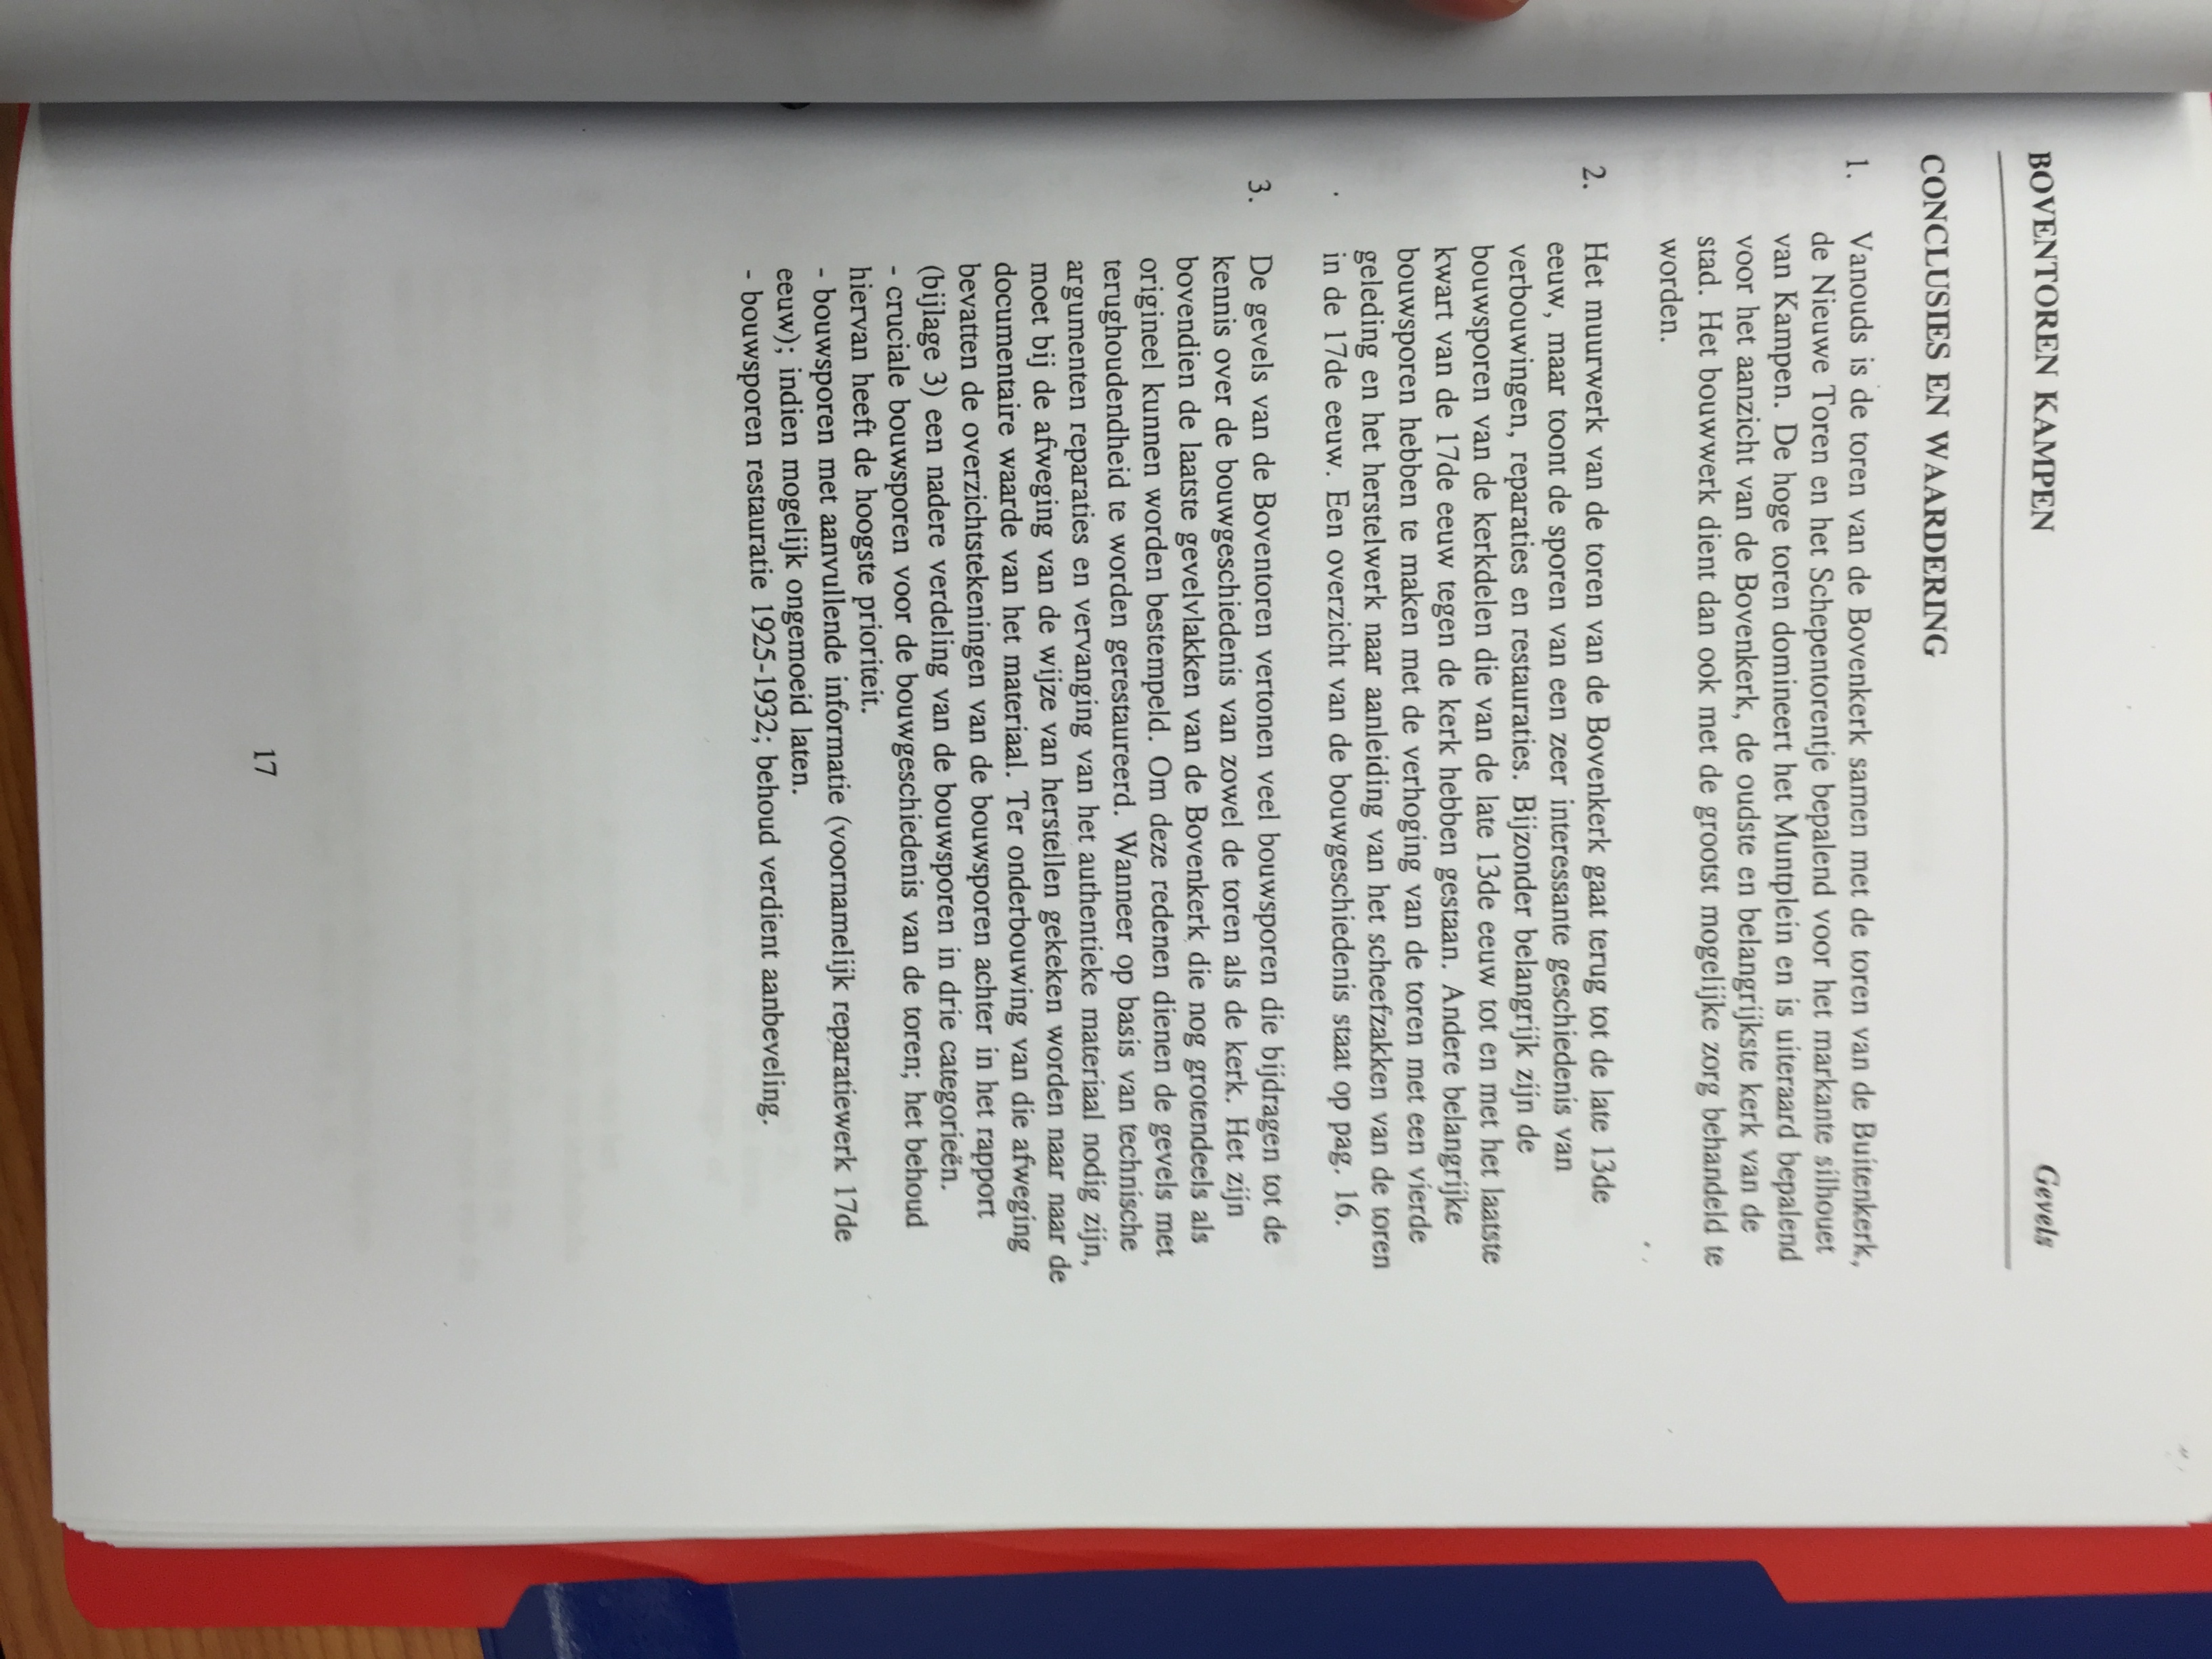 BOVENTOREN KAMPEN Gevels
CONCLUSIES EN WAARDERING
1. Vanouds is de toren van de Bovenkerk samen met de toren van de Buitenkerk,
de Nieuwe Toren en het Schepentorentje bepalend voor het markante silhouet
van Kampen. De hoge toren domineert het Muntplein en is uiteraard bepalend
voor het aanzicht van de Bovenkerk, de oudste en belangrijkste kerk van de
stad. Het bouwwerk dient dan ook met de grootst mogelijke zorg behandeld te
worden.
2. Het muurwerk van de toren van de Bovenkerk gaat terug tot de late 13de
eeuw, maar toont de sporen van een zeer interessante geschiedenis van
verbouwingen, reparaties en restauraties. Bijzonder belangrijk zijn de
bouwsporen van de kerkdelen die van de late 13de eeuw tot en met het laatste
kwart van de 17de eeuw tegen de kerk hebben gestaan. Andere belangrijke
bouwsporen hebben te maken met de verhoging van de toren met een vierde
geleding en het herstelwerk naar aanleiding van het scheefzakken van de toren
in de 17de eeuw. Een overzicht van de bouwgeschiedenis staat op pag. 16.
3. De gevels van de Boventoren vertonen veel bouwsporen die bijdragen tot de
kennis over de bouwgeschiedenis van zowel de toren als de kerk. Het zijn
bovendien de laatste gevelvlakken van de Bovenkerk die nog grotendeels als
origineel kunnen worden bestempeld. Om deze redenen dienen de gevels met
terughoudendheid te worden gerestaureerd. Wanneer op basis van technische
argumenten reparaties en vervanging van het authentieke materiaal nodig zijn,
moet bij de afweging van de wijze van herstellen gekeken worden naar naar de
documentaire waarde van het materiaal. Ter onderbouwing van die afweging
bevatten de overzichtstekeningen van de bouwsporen achter in het rapport
(bijlage 3) een nadere verdeling van de bouwsporen in drie categorieën.
- cruciale bouwsporen voor de bouwgeschiedenis van de toren; het behoud
hiervan heeft de hoogste prioriteit.
- bouwsporen met aanvullende informatie (voornamelijk reparatiewerk 17de
eeuw); indien mogelijk ongemoeid laten.
- bouwsporen restauratie 1925-1932; behoud verdient aanbeveling.
17